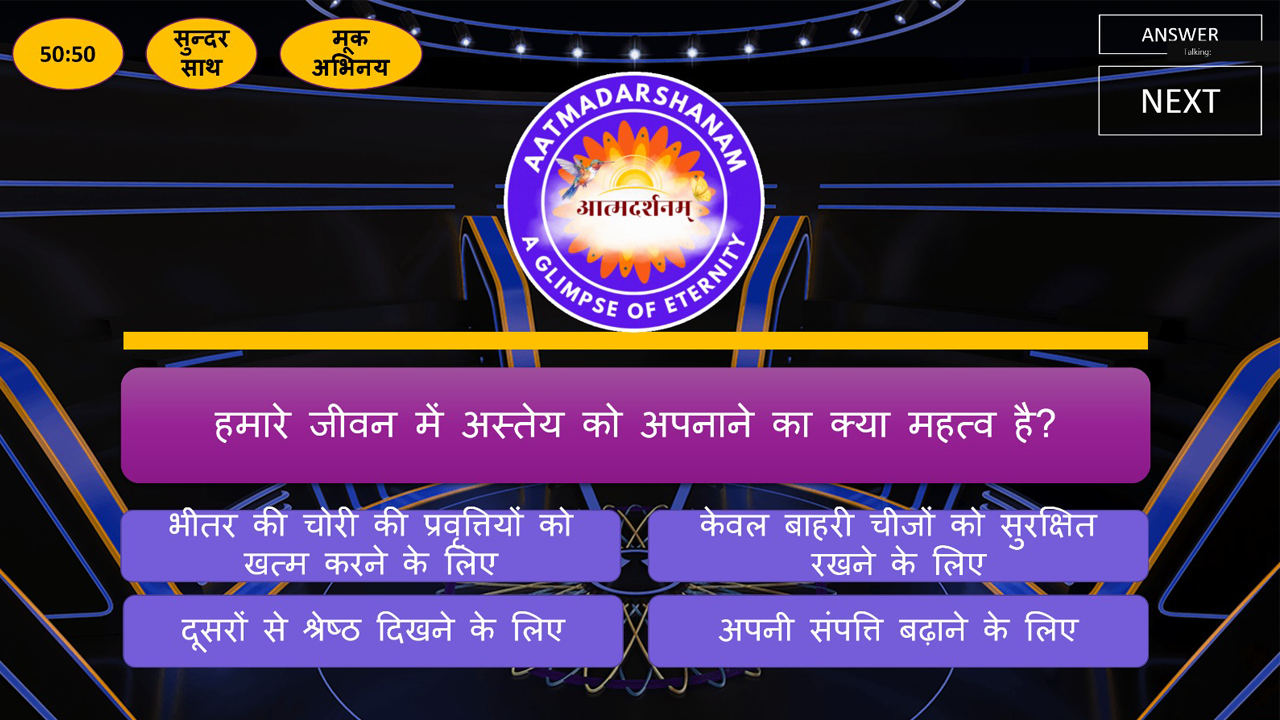 50:50
सुन्दर
साथ
मूक
अभिनय
ANSWER
Talking:
NEXT
AATMADARSHANAM
आत्मदर्शनम्
A GLIMPSE OF ETERNITY
हमारे जीवन में अस्तेय को अपनाने का क्या महत्व है?
भीतर की चोरी की प्रवृत्तियों को
खत्म करने के लिए
केवल बाहरी चीजों को सुरक्षित
रखने के लिए
दूसरों से श्रेष्ठ दिखने के लिए
अपनी संपत्ति बढ़ाने के लिए